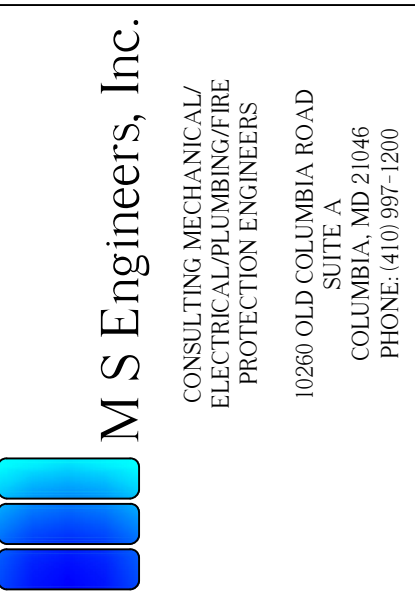 M S Engineers, Inc.
CONSULTING MECHANICAL/
ELECTRICAL/PLUMBING/FIRE
PROTECTION ENGINEERS
10260 OLD COLUMBIA ROAD
SUITE A
COLUMBIA, MD 21046
PHONE: (410) 997-1200